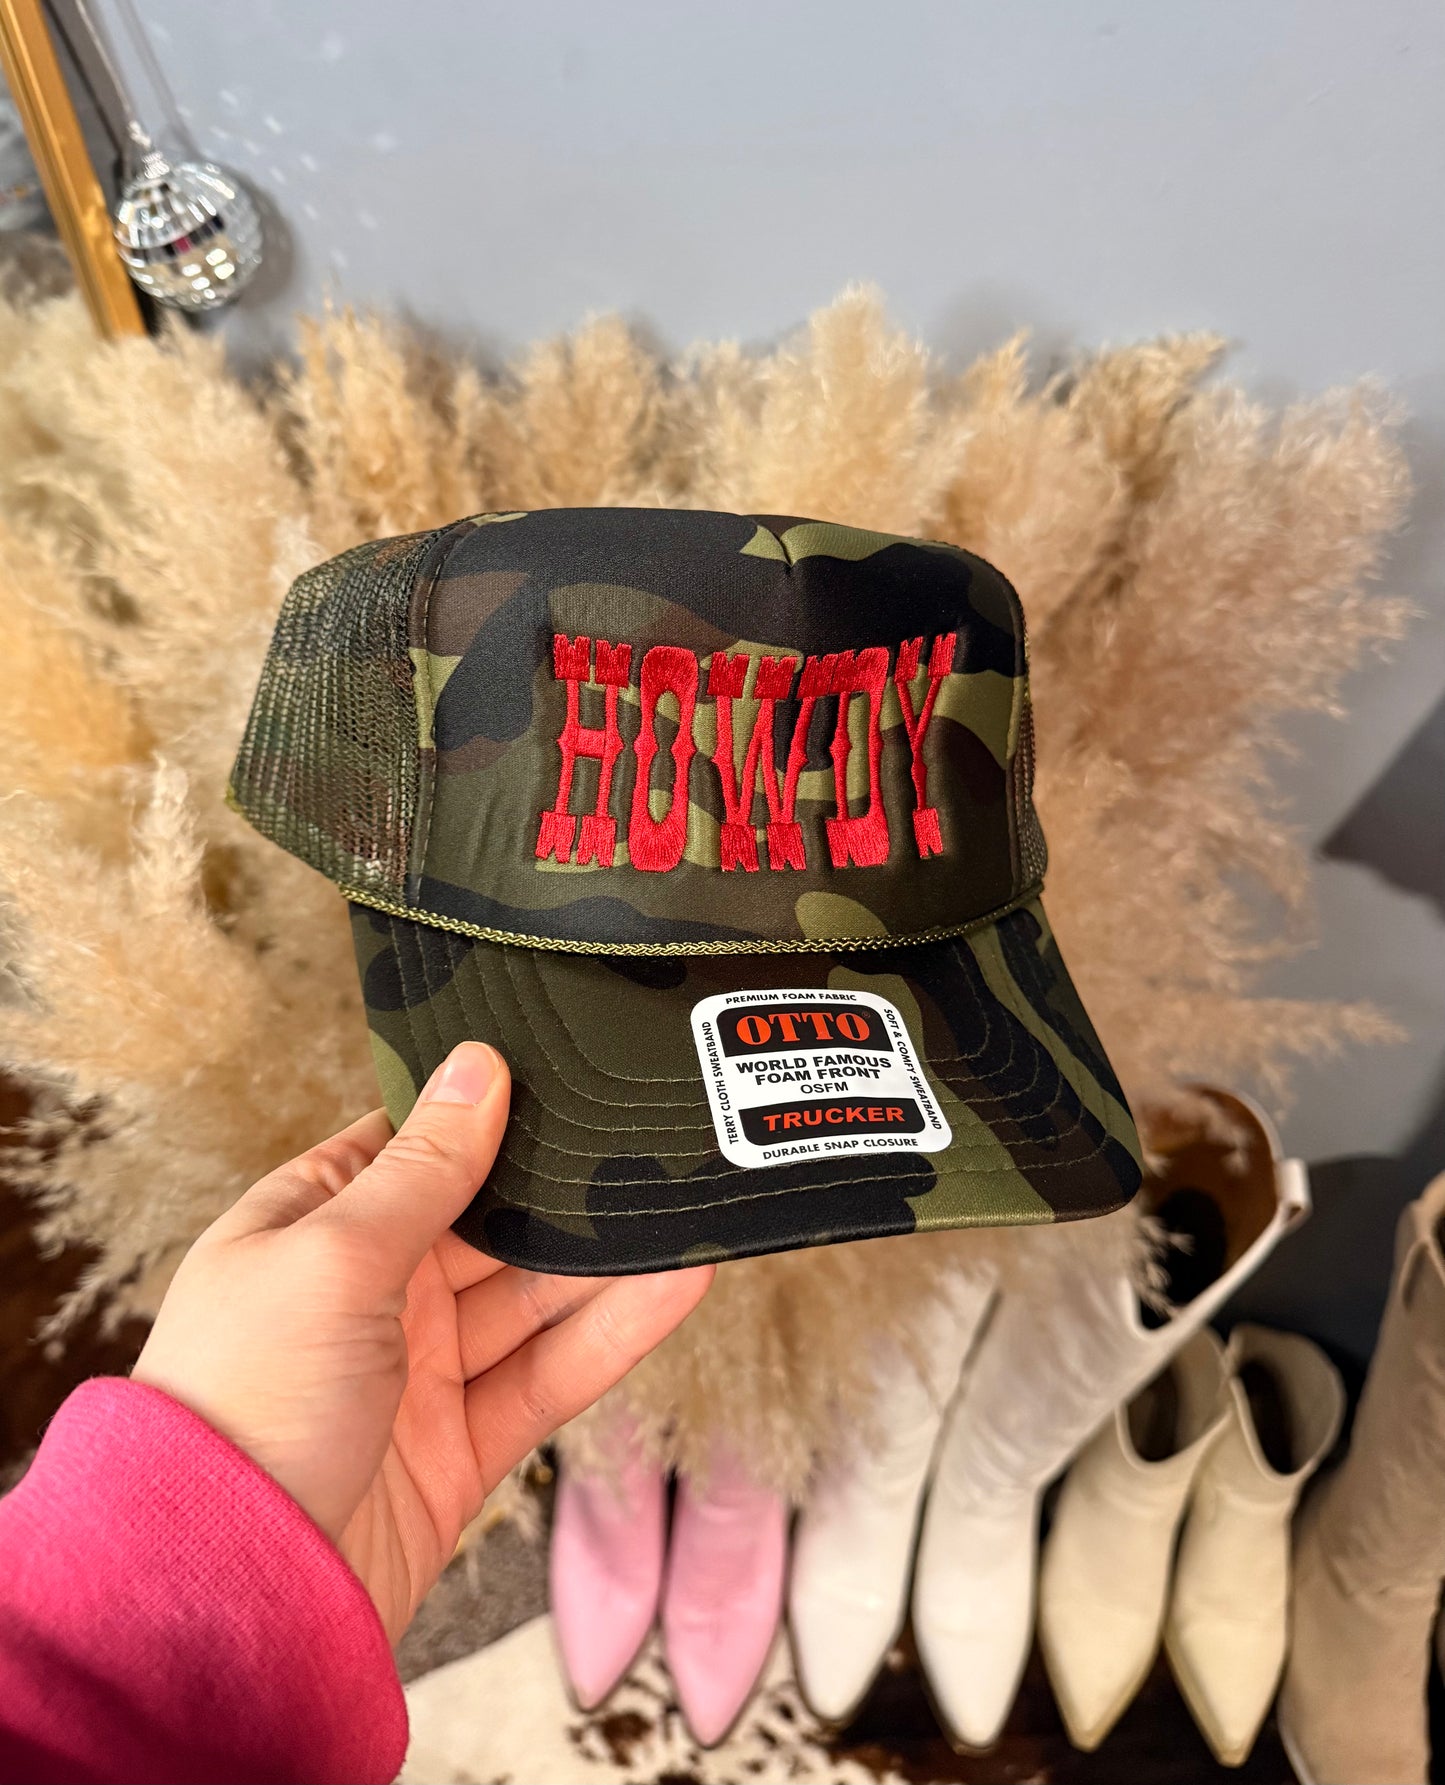 HOWDY
PREMIUM FOAM FABRIC
OTTO®
WORLD FAMOUS
FOAM FRONT
OSFM
TRUCKER
DURABLE SNAP CLOSURE
TERRY CLOTH SWEATBAND
SOFT & COMFY SWEATBAND